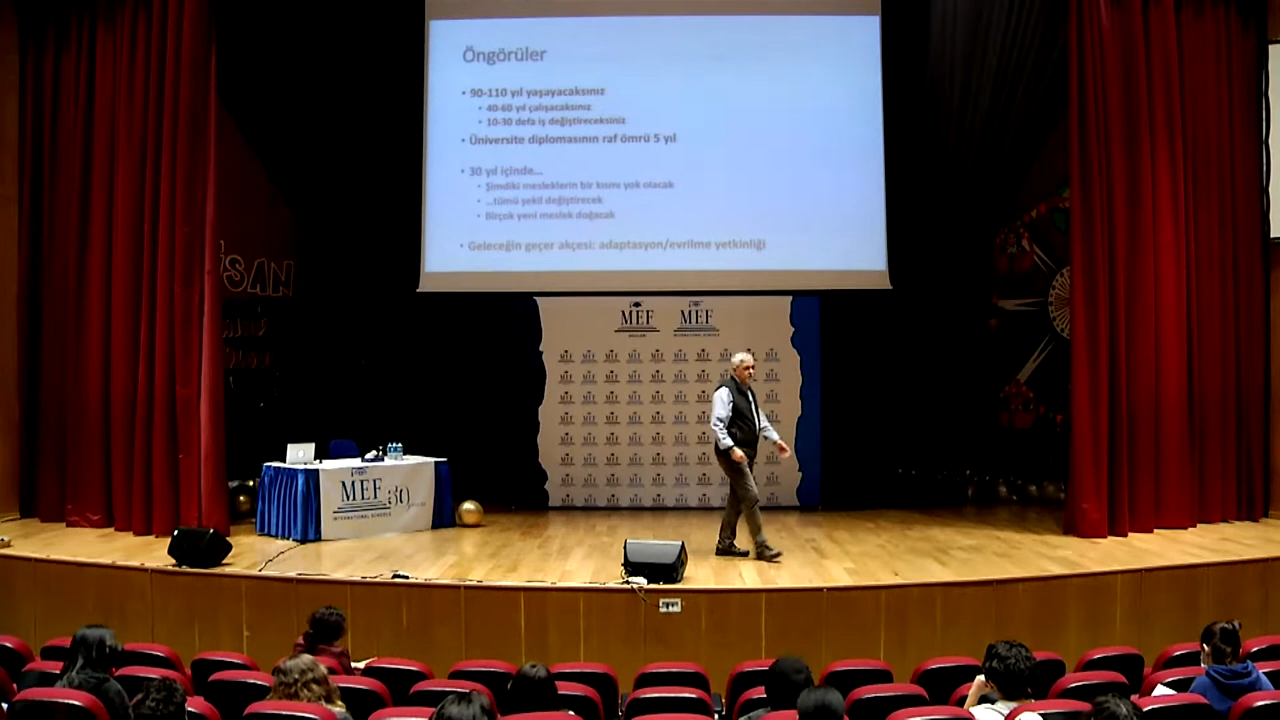 Öngörüler
• 90-110 yıl yaşayacaksınız
• 40-60 yıl çalışacaksınız
• 10-30 defa iş değiştireceksiniz
• Üniversite diplomasının raf ömrü 5 yıl
• 30 yıl içinde...
• Şimdiki mesleklerin bir kısmı yok olacak
• ...tümü şekil değiştirecek
• Birçok yeni meslek doğacak
• Geleceğin geçer akçesi: adaptasyon/evrilme yetkinliği
MEF MEF
INTERNATIONAL SCHOOLS
MEF 30
INTERNATIONAL SCHOOLS